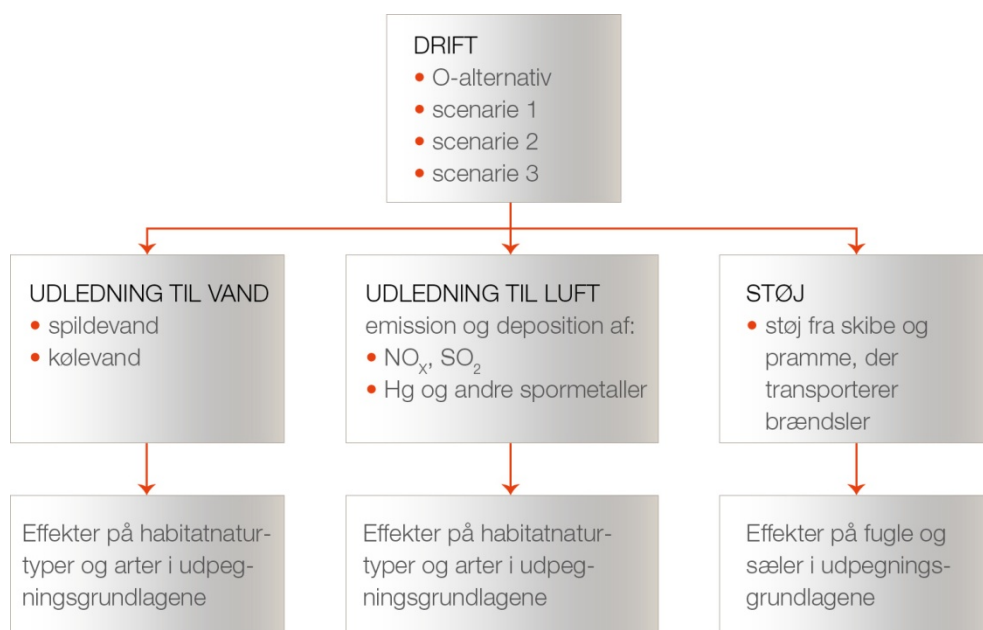 DRIFT
• O-alternativ
• scenarie 1
• scenarie 2
• scenarie 3
UDLEDNING TIL VAND
• spildevand
• kølevand
UDLEDNING TIL LUFT
emission og deposition af:
• NOX, SO2
• Hg og andre spormetaller
STØJ
• støj fra skibe og
pramme, der
transporterer
brændsler
Effekter på habitatnatur-
typer og arter i udpeg-
ningsgrundlagene
Effekter på habitatnatur-
typer og arter i udpeg-
ningsgrundlagene
Effekter på fugle og
sæler i udpegnings-
grundlagene